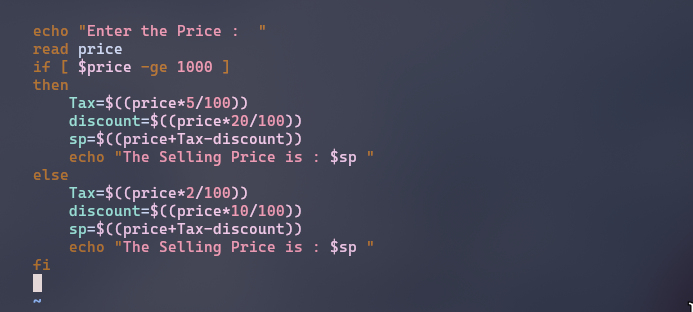 echo "Enter the Price :  "
read price
if [ $price -ge 1000 ]
then
    Tax=$((price*5/100))
    discount=$((price*20/100))
    sp=$((price+Tax-discount))
    echo "The Selling Price is : $sp "
else
    Tax=$((price*2/100))
    discount=$((price*10/100))
    sp=$((price+Tax-discount))
    echo "The Selling Price is : $sp "
fi
~